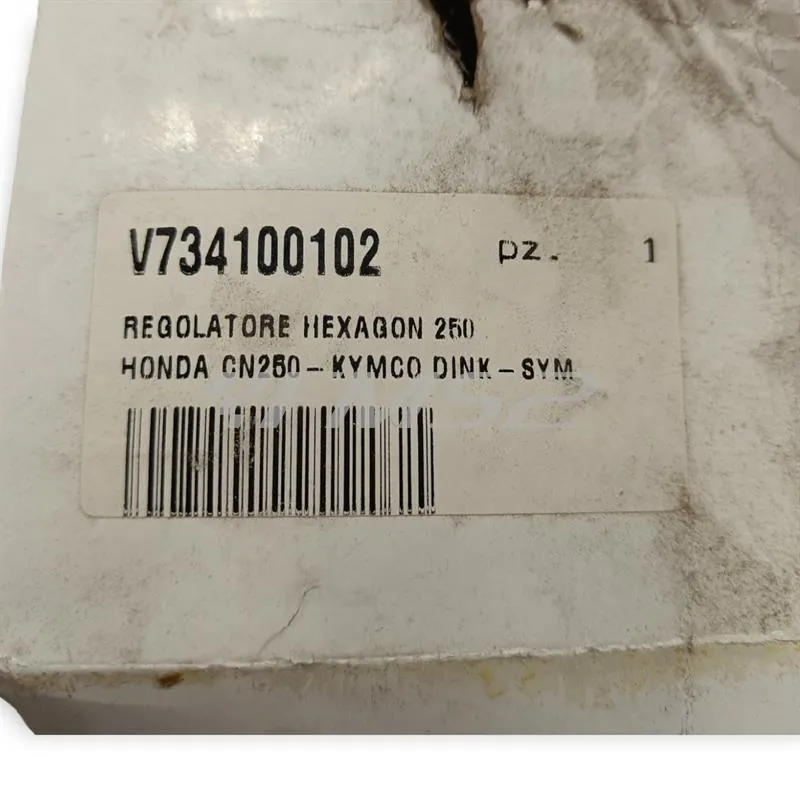 V734100102 pz. 1
REGOLATORE HEXAGON 250
HONDA CN250-KYMCO DINK-SYM